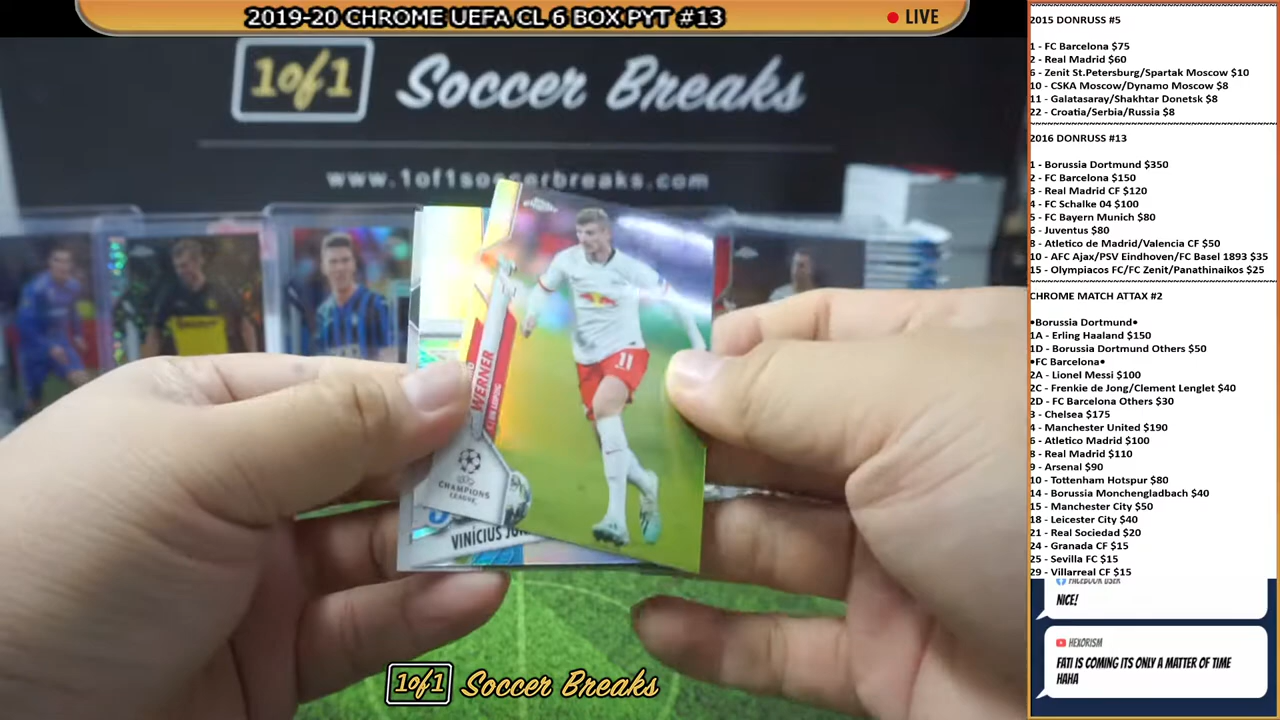 2019-20 CHROME UEFA CL 6 BOX PYT #13
LIVE
1of1 Soccer Breaks
www.1of1soccerbreaks.com
WERNER
11
CHAMPIONS
LEAGUE
VINÍCIUS
1of1 Soccer Breaks
2015 DONRUSS #5
1 - FC Barcelona $75
2 - Real Madrid $60
6 - Zenit St.Petersburg/Spartak Moscow $10
10 - CSKA Moscow/Dynamo Moscow $8
11 - Galatasaray/Shakhtar Donetsk $8
22 - Croatia/Serbia/Russia $8
2016 DONRUSS #13
1 - Borussia Dortmund $350
2 - FC Barcelona $150
3 - Real Madrid CF $120
4 - FC Schalke 04 $100
5 - FC Bayern Munich $80
6 - Juventus $80
8 - Atletico de Madrid/Valencia CF $50
10 - AFC Ajax/PSV Eindhoven/FC Basel 1893 $35
15 - Olympiacos FC/FC Zenit/Panathinaikos $25
CHROME MATCH ATTAX #2
•Borussia Dortmund•
1A - Erling Haaland $150
1D - Borussia Dortmund Others $50
•FC Barcelona•
2A - Lionel Messi $100
2C - Frenkie de Jong/Clement Lenglet $40
2D - FC Barcelona Others $30
3 - Chelsea $175
4 - Manchester United $190
6 - Atletico Madrid $100
8 - Real Madrid $110
9 - Arsenal $90
10 - Tottenham Hotspur $80
14 - Borussia Monchengladbach $40
15 - Manchester City $50
18 - Leicester City $40
21 - Real Sociedad $20
24 - Granada CF $15
25 - Sevilla FC $15
29 - Villarreal CF $15
FACEBOOK USER
NICE!
HEXORISM
FATI IS COMING ITS ONLY A MATTER OF TIME
HAHA